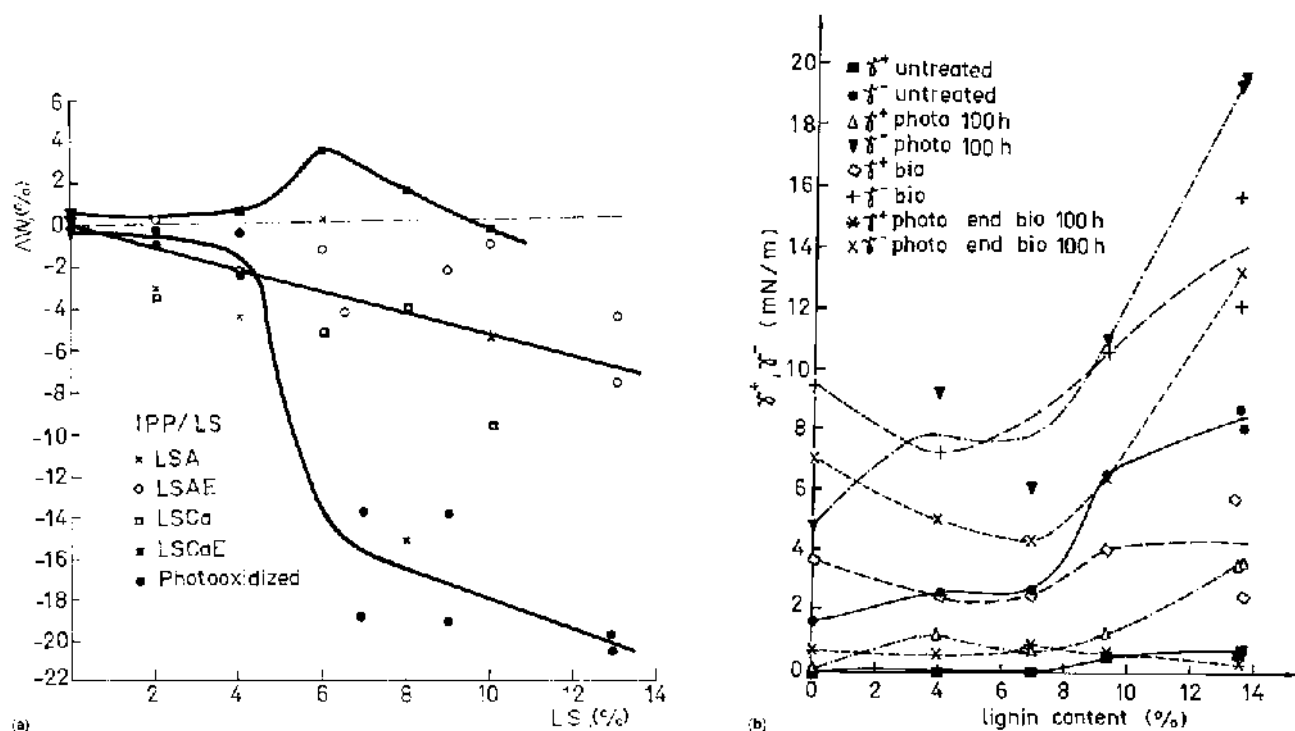 6
4
2
0
-2
-4
-6
-8
-10
-12
-14
-16
-18
-20
-22
ΔW,(%)
IPP/LS
× LSA
○ LSAE
□ LSCa
■ LSCaE
● Photooxidized
2 4 6 8 10 12 14
LS,(%)
(a)
20
18
16
14
12
10
8
6
4
2
0
γ⁺, γ⁻ (mN/m)
■ γ⁺ untreated
● γ⁻ untreated
△ γ⁺ photo 100 h
▼ γ⁻ photo 100 h
◇ γ⁺ bio
+ γ⁻ bio
✳ γ⁺ photo end bio 100 h
× γ⁻ photo end bio 100 h
0 2 4 6 8 10 12 14
lignin content (%)
(b)